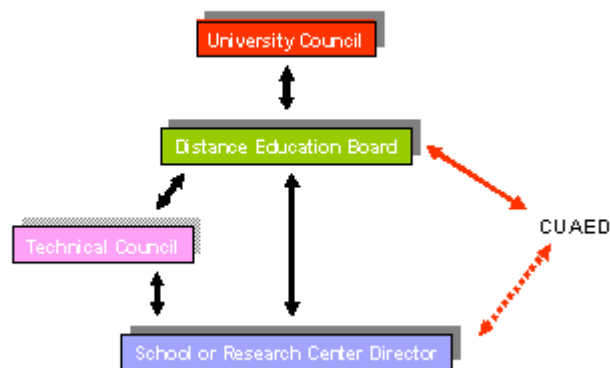 University Council
Distance Education Board
CUAED
Technical Council
School or Research Center Director